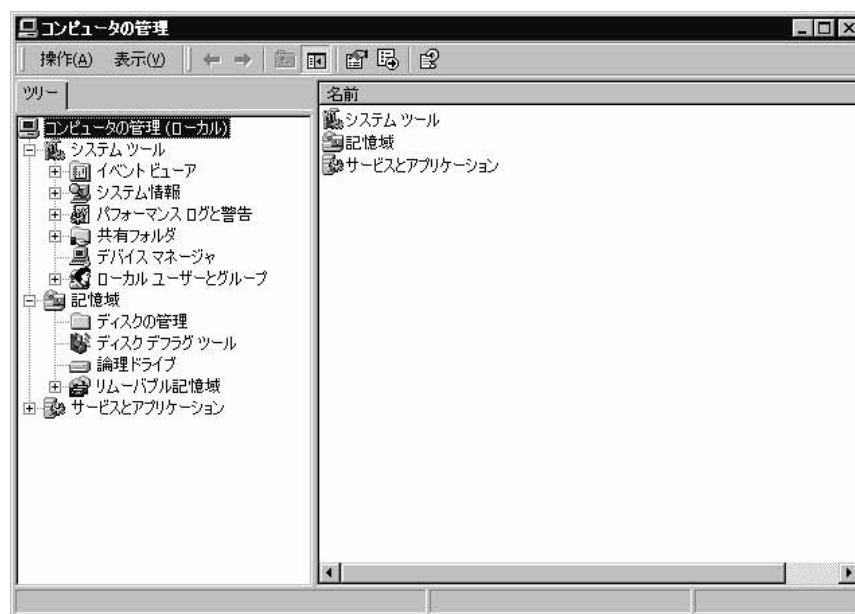 コンピュータの管理
操作(A) 表示(V)
ツリー
コンピュータの管理 (ローカル)
システム ツール
イベント ビューア
システム情報
パフォーマンス ログと警告
共有フォルダ
デバイス マネージャ
ローカル ユーザーとグループ
記憶域
ディスクの管理
ディスク デフラグ ツール
論理ドライブ
リムーバブル記憶域
サービスとアプリケーション
名前
システム ツール
記憶域
サービスとアプリケーション